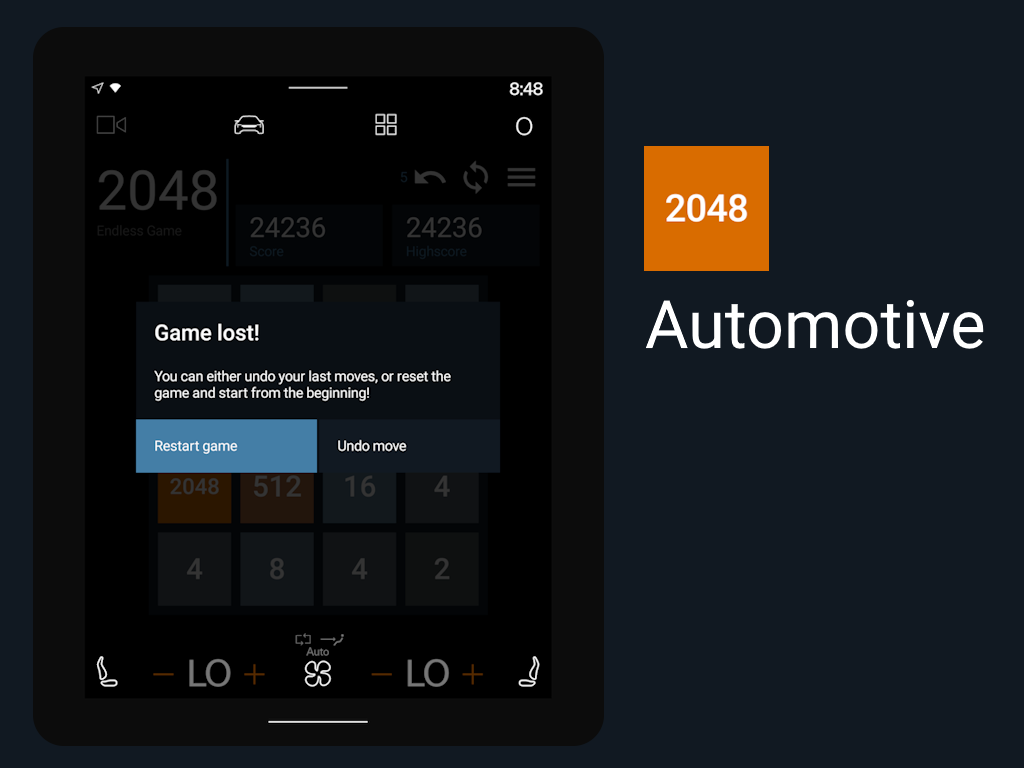 8:48
O
2048
5
Endless Game
24236
Score
24236
Highscore
Game lost!
You can either undo your last moves, or reset the
game and start from the beginning!
Restart game
Undo move
2048 512 16 4
4 8 4 2
Auto
− LO +
− LO +
2048
Automotive